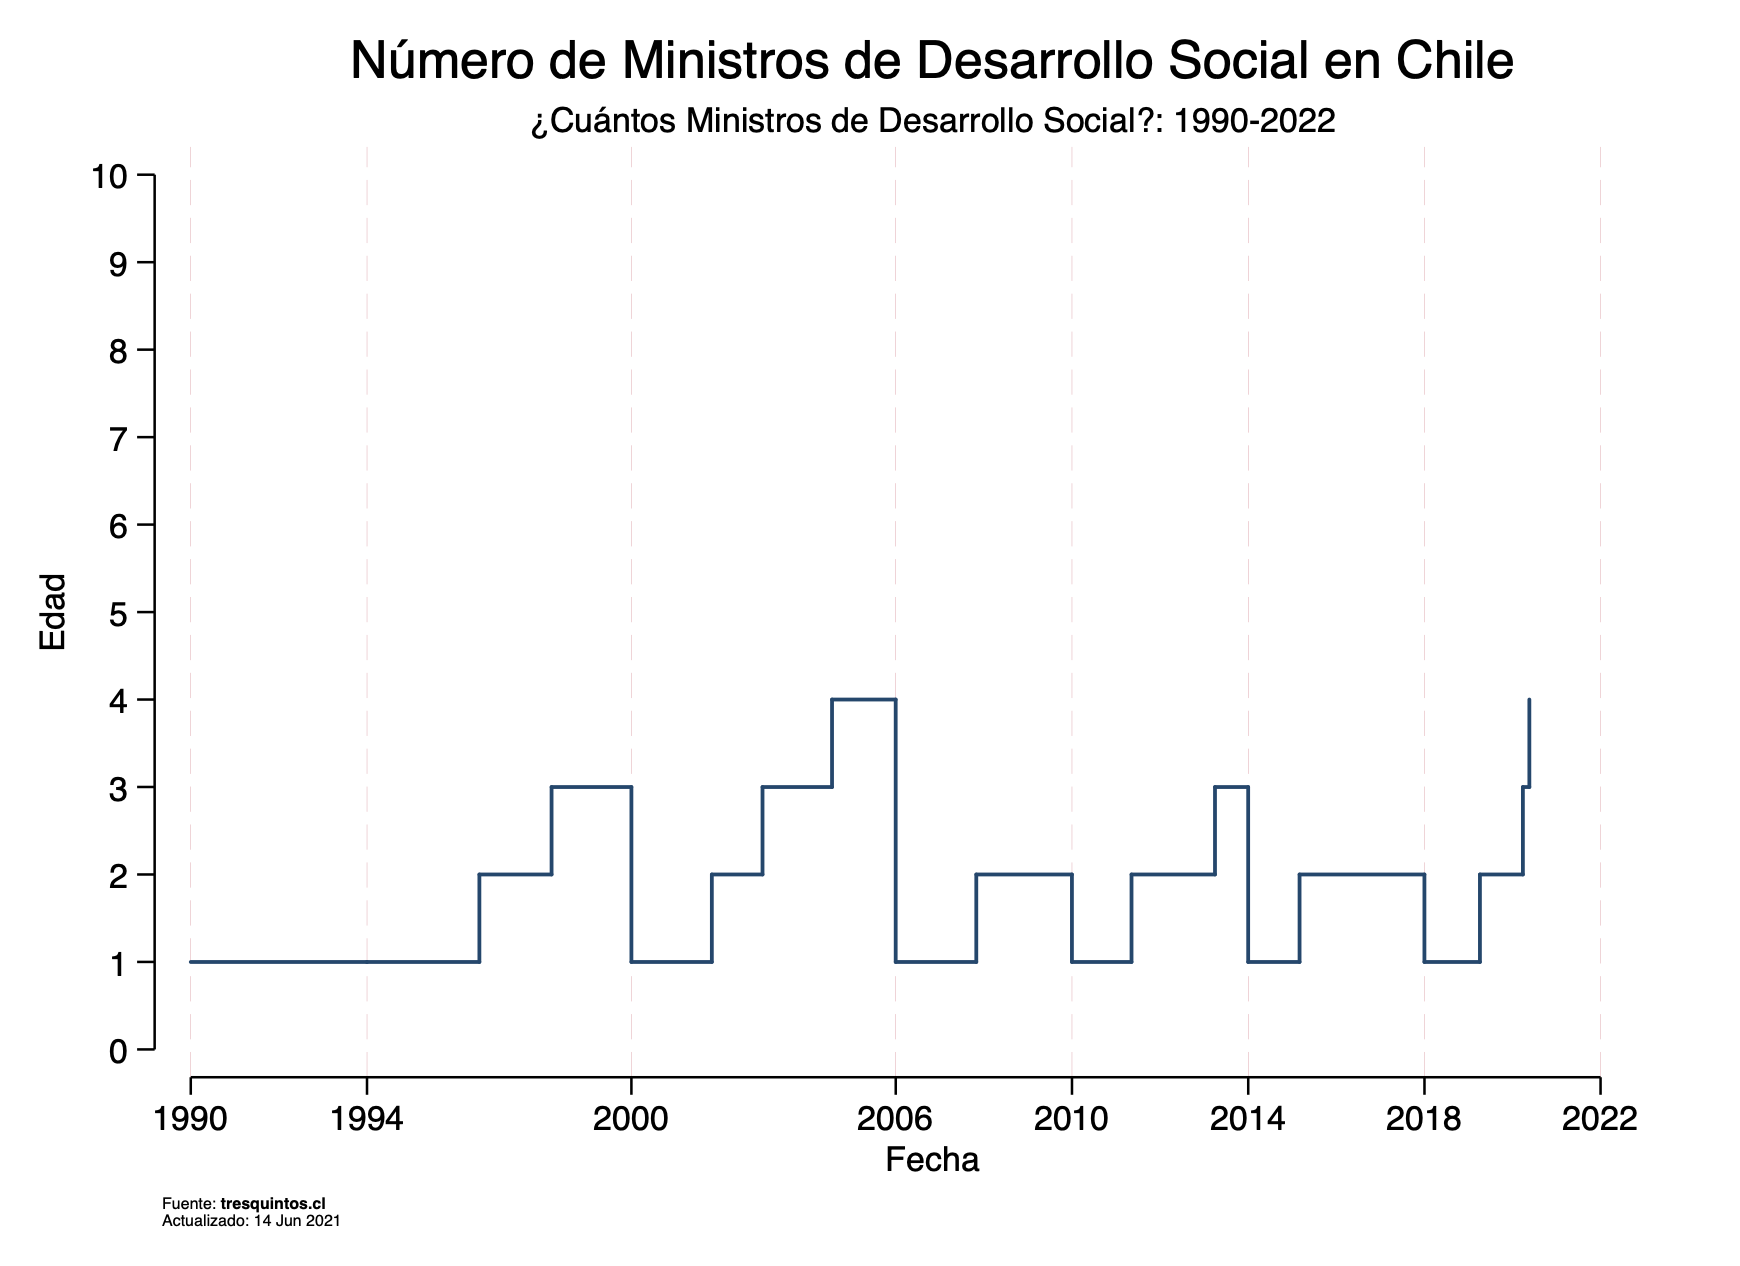 Número de Ministros de Desarrollo Social en Chile
¿Cuántos Ministros de Desarrollo Social?: 1990-2022
10
9
8
7
6
5
4
3
2
1
0
Edad
1990 1994 2000 2006 2010 2014 2018 2022
Fecha
Fuente: tresquintos.cl
Actualizado: 14 Jun 2021